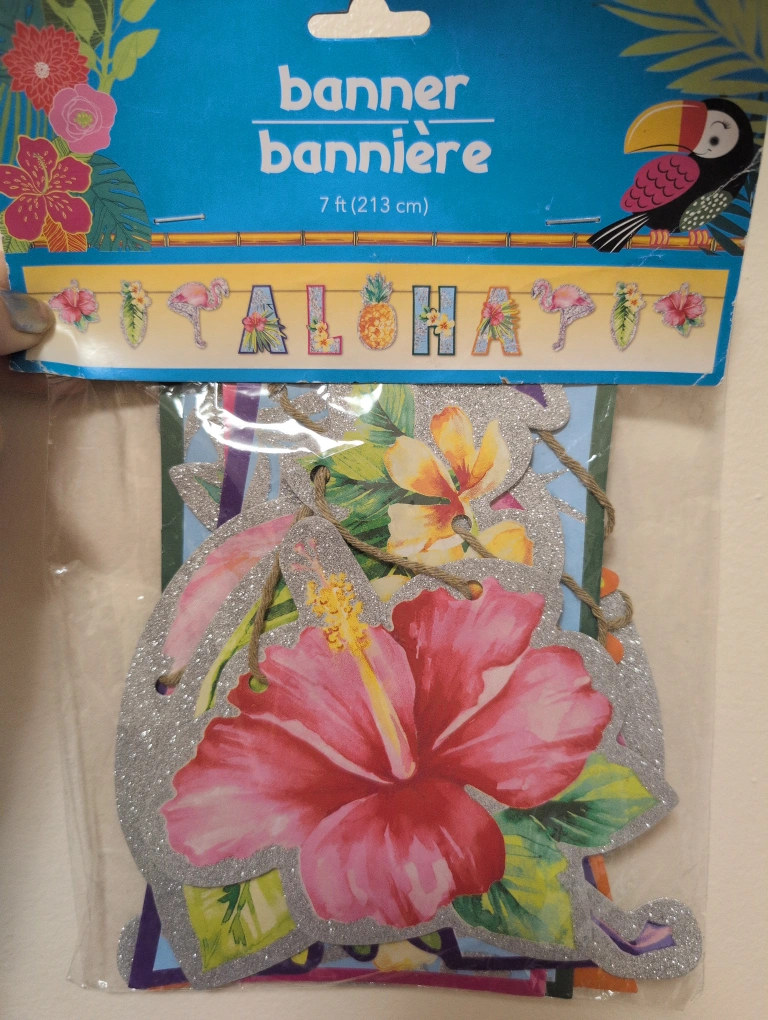 banner
bannière
7 ft (213 cm)
ALOHA